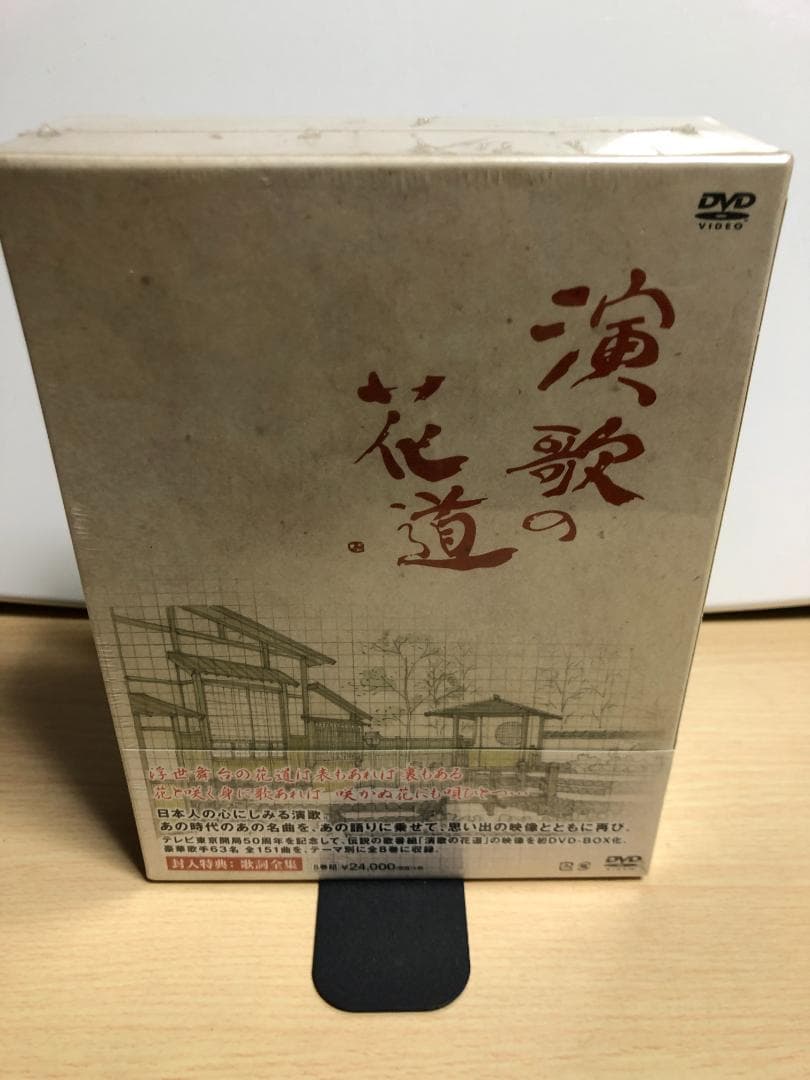 DVD
VIDEO
演歌の
花道
浮世舞台の花道は表もあれば裏もある
花と咲く身に歌あれば 咲かぬ花にも唄ひとつ…
日本人の心にしみる演歌。
あの時代のあの名曲を、あの語りに乗せて、思い出の映像とともに再び。
テレビ東京開局50周年を記念して、伝説の歌番組「演歌の花道」の映像を初DVD-BOX化。
豪華歌手63名 全151曲を、テーマ別に全8巻に収録。
封入特典：歌詞全集
8巻組 ¥24,000
DVD